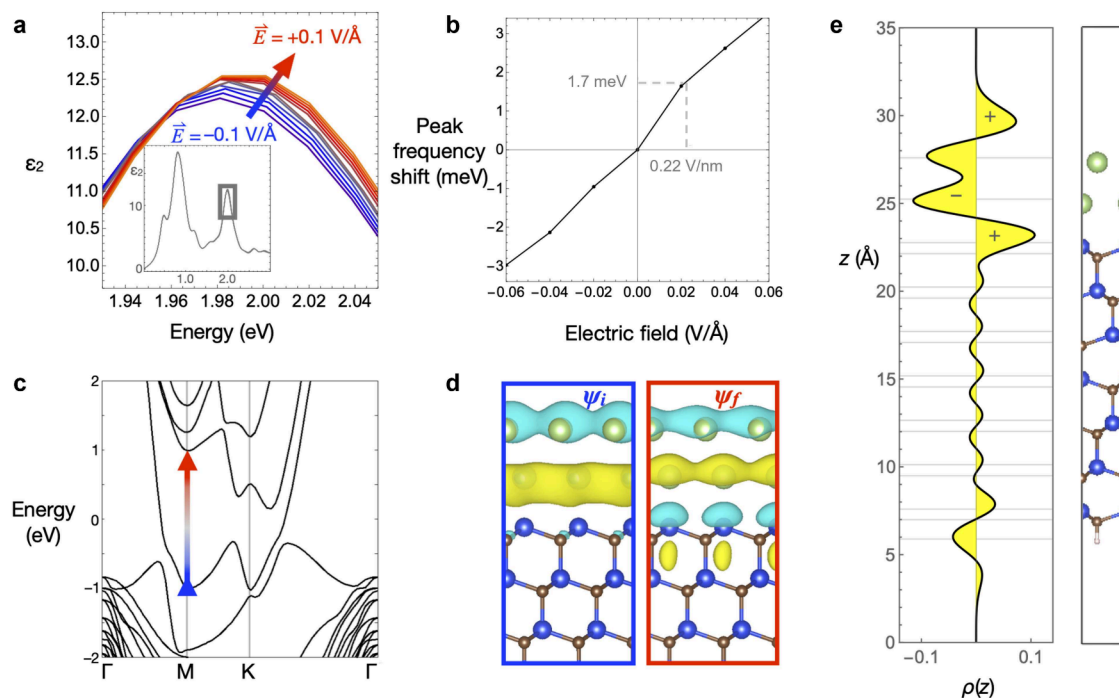 a
E = +0.1 V/Å
E = −0.1 V/Å
ε2
13.0
12.5
12.0
11.5
11.0
10.5
10.0
ε2
10
1.0
2.0
1.94
1.96
1.98
2.00
2.02
2.04
Energy (eV)
b
Peak
frequency
shift (meV)
3
2
1
0
−1
−2
−3
1.7 meV
0.22 V/nm
−0.06
−0.04
−0.02
0.00
0.02
0.04
0.06
Electric field (V/Å)
c
Energy
(eV)
2
1
0
−1
−2
Γ
M
K
Γ
d
ψi
ψf
e
z (Å)
35
30
25
20
15
10
5
0
+
−
+
−0.1
0
0.1
ρ(z)